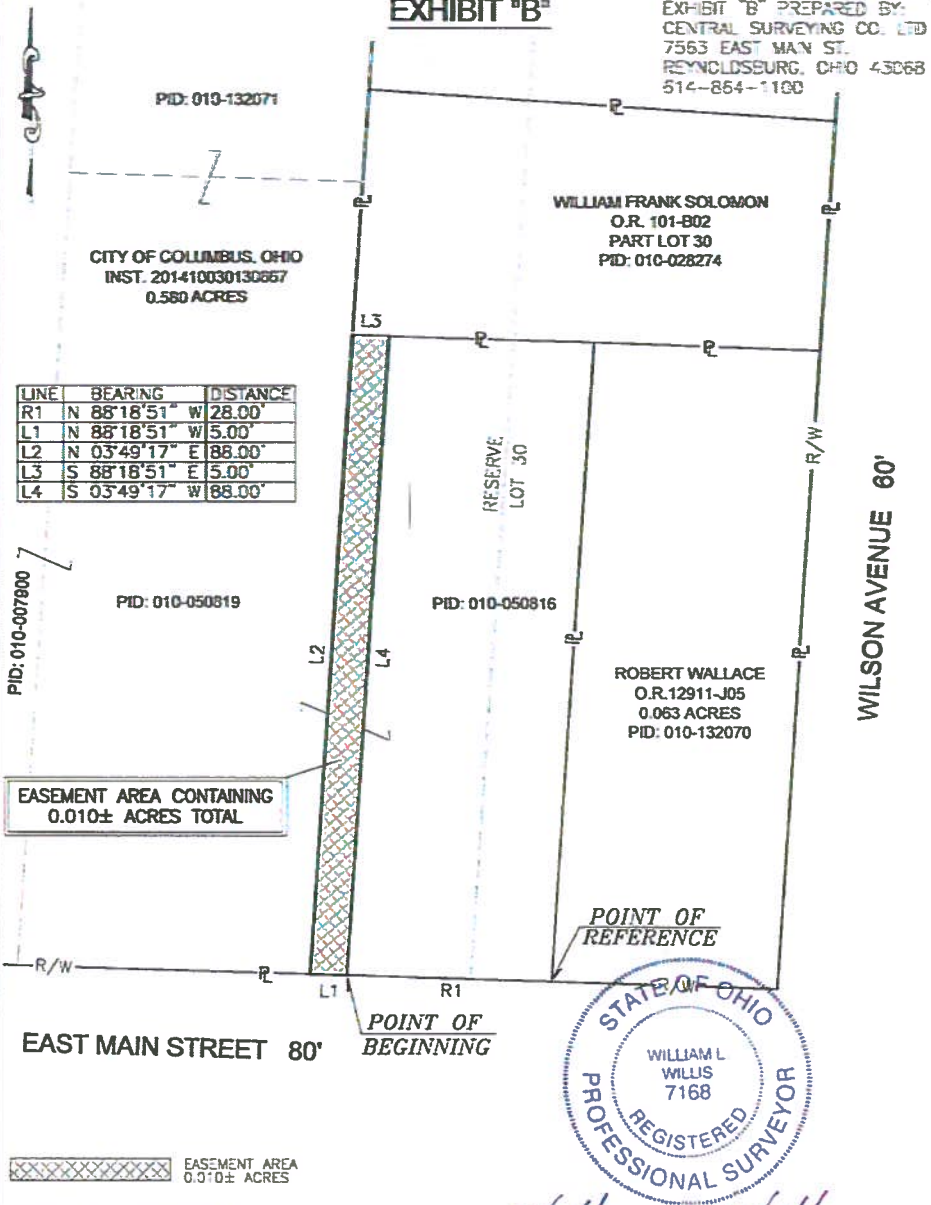 EXHIBIT "B"
EXHIBIT "B" PREPARED BY:
CENTRAL SURVEYING CO. LTD
7563 EAST MAIN ST.
REYNOLDSBURG, OHIO 43068
614-864-1100
PID: 010-132071
WILLIAM FRANK SOLOMON
O.R. 101-B02
PART LOT 30
PID: 010-028274
CITY OF COLUMBUS, OHIO
INST. 201410030130667
0.580 ACRES
L3
LINE BEARING DISTANCE
R1 N 88°18'51" W 28.00'
L1 N 88°18'51" W 5.00'
L2 N 03°49'17" E 88.00'
L3 S 88°18'51" E 5.00'
L4 S 03°49'17" W 88.00'
RESERVE
LOT 30
R/W
WILSON AVENUE 60'
PID: 010-007900
PID: 010-050819
PID: 010-050816
L2
L4
ROBERT WALLACE
O.R.12911-J05
0.063 ACRES
PID: 010-132070
EASEMENT AREA CONTAINING
0.010± ACRES TOTAL
POINT OF
REFERENCE
R/W
L1
R1
R/W
POINT OF
BEGINNING
EAST MAIN STREET 80'
STATE OF OHIO
WILLIAM L
WILLIS
7168
REGISTERED
PROFESSIONAL SURVEYOR
EASEMENT AREA
0.010± ACRES